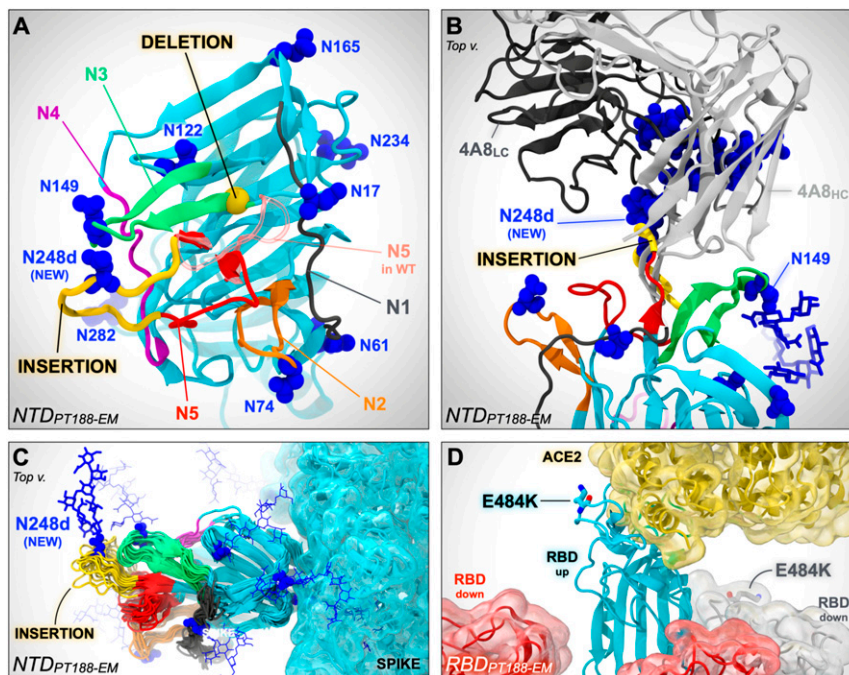 A
DELETION
N165
N3
N4
N122
N234
N149
N17
N248d
(NEW)
N5
in WT
N1
INSERTION
N282
N61
N5
N74
N2
NTDPT188-EM
B
Top v.
4A8LC
4A8HC
N248d
(NEW)
INSERTION
N149
NTDPT188-EM
C
Top v.
N248d
(NEW)
INSERTION
NTDPT188-EM
SPIKE
D
ACE2
E484K
RBD
up
E484K
RBD
down
RBD
down
RBDPT188-EM